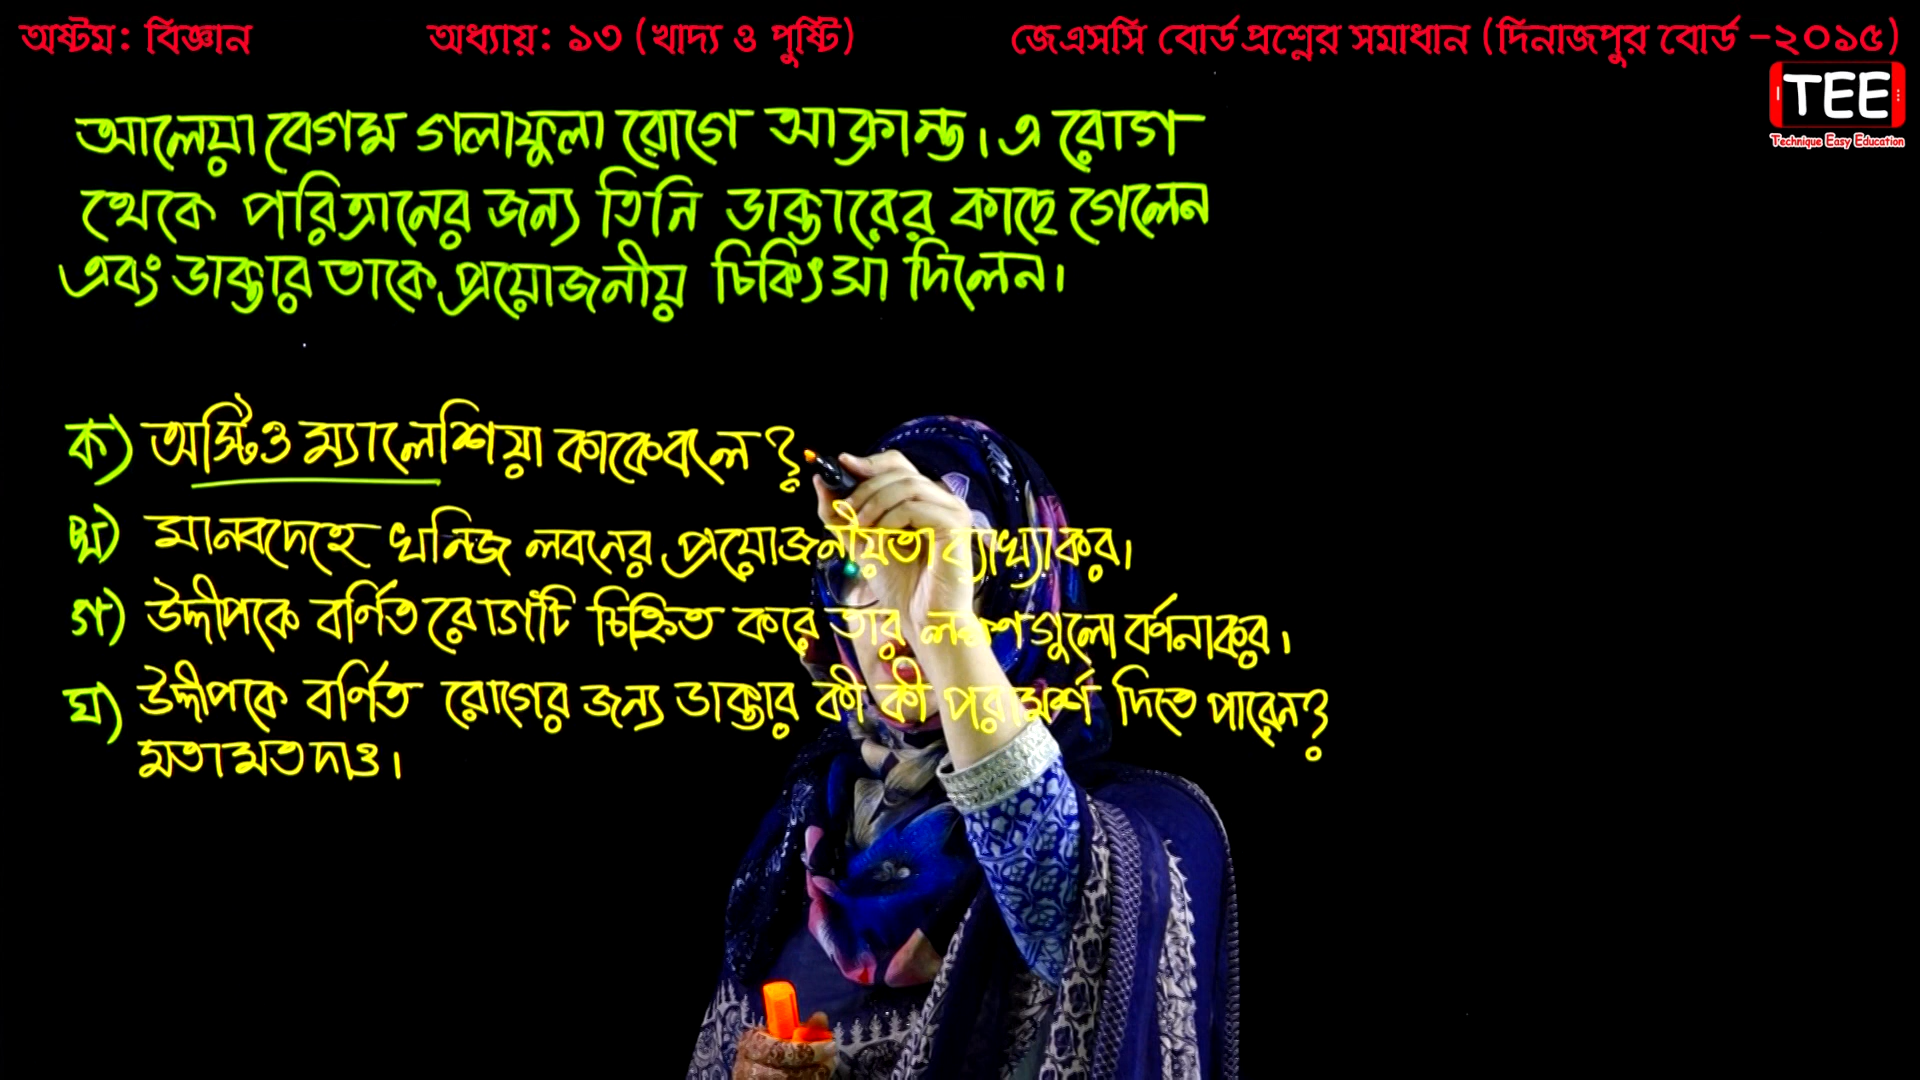 অষ্টম: বিজ্ঞান
অধ্যায়: ১৩ (খাদ্য ও পুষ্টি)
জেএসসি বোর্ড প্রশ্নের সমাধান (দিনাজপুর বোর্ড -২০১৫)
TEE
Technique Easy Education
আলেয়া বেগম গলাফুলা রোগে আক্রান্ত। এ রোগ
থেকে পরিত্রানের জন্য তিনি ডাক্তারের কাছে গেলেন
এবং ডাক্তার তাকে প্রয়োজনীয় চিকিৎসা দিলেন।
ক) অস্টিও ম্যালেশিয়া কাকে বলে?
খ) মানবদেহে খনিজ লবনের প্রয়োজনীয়তা ব্যাখ্যা কর।
গ) উদ্দীপকে বর্ণিত রোগটি চিহ্নিত করে তার লক্ষণগুলো বর্ণনা কর।
ঘ) উদ্দীপকে বর্ণিত রোগের জন্য ডাক্তার কী কী পরামর্শ দিতে পারেন?
মতামত দাও।